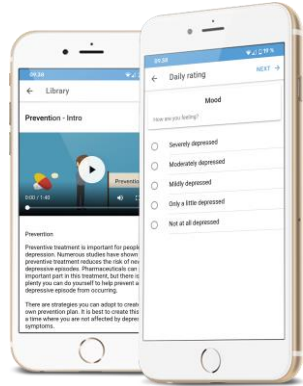 09:30
Library
Prevention - Intro
Preventio
0:00 / 1:40
Prevention
Preventive treatment is important for people
depression. Numerous studies have shown
preventive treatment reduces the risk of new
depressive episodes. Pharmaceuticals can
important part in this treatment, but there is
plenty you can do yourself to help prevent a
depressive episode from occurring.
There are strategies you can adopt to create
own prevention plan. It is best to create this
a time where you are not affected by depres
symptoms.
09:30
19 %
Daily rating
NEXT
Mood
How are you feeling?
Severely depressed
Moderately depressed
Mildly depressed
Only a little depressed
Not at all depressed